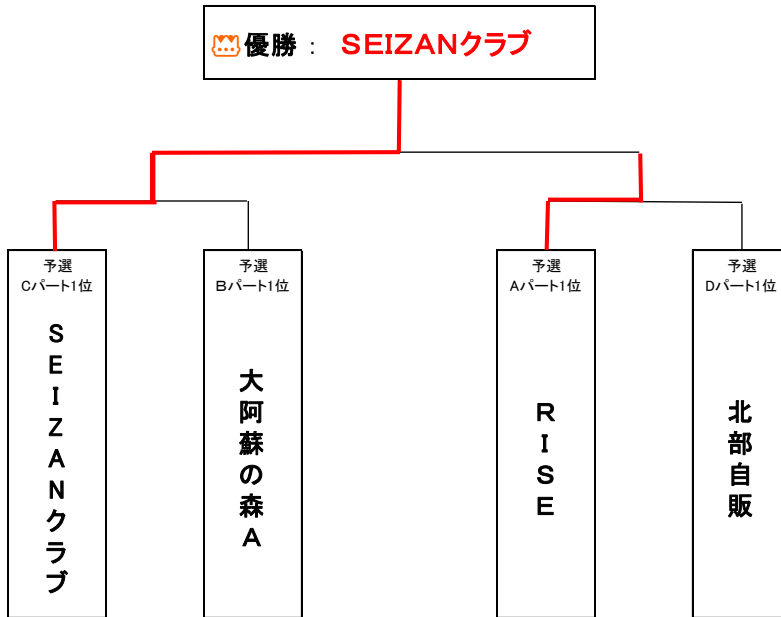 優勝： SEIZANクラブ
予選
Cパート1位
SEIZANクラブ
予選
Bパート1位
大阿蘇の森A
予選
Aパート1位
RISE
予選
Dパート1位
北部自販